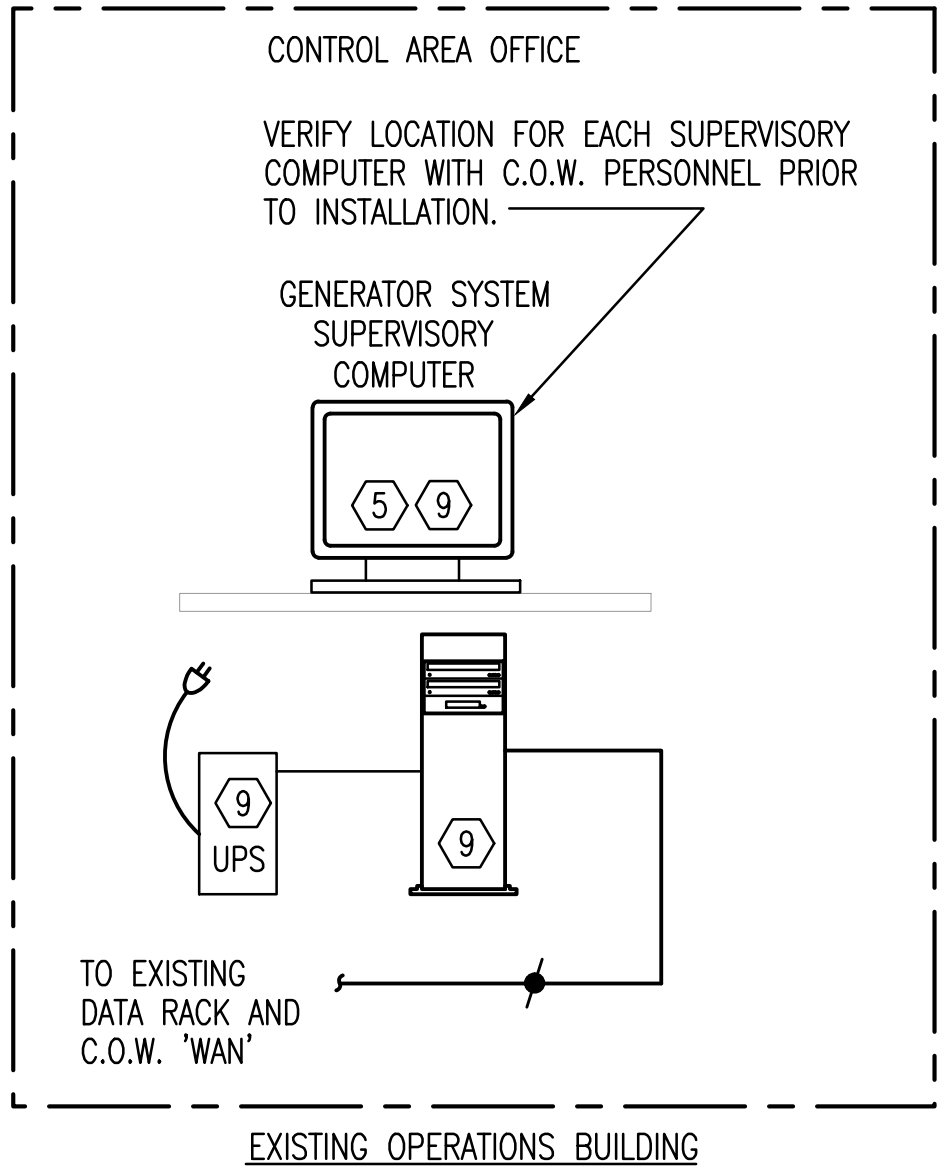 CONTROL AREA OFFICE
VERIFY LOCATION FOR EACH SUPERVISORY
COMPUTER WITH C.O.W. PERSONNEL PRIOR
TO INSTALLATION.
GENERATOR SYSTEM
SUPERVISORY
COMPUTER
5 9
9
UPS
9
TO EXISTING
DATA RACK AND
C.O.W. 'WAN'
EXISTING OPERATIONS BUILDING